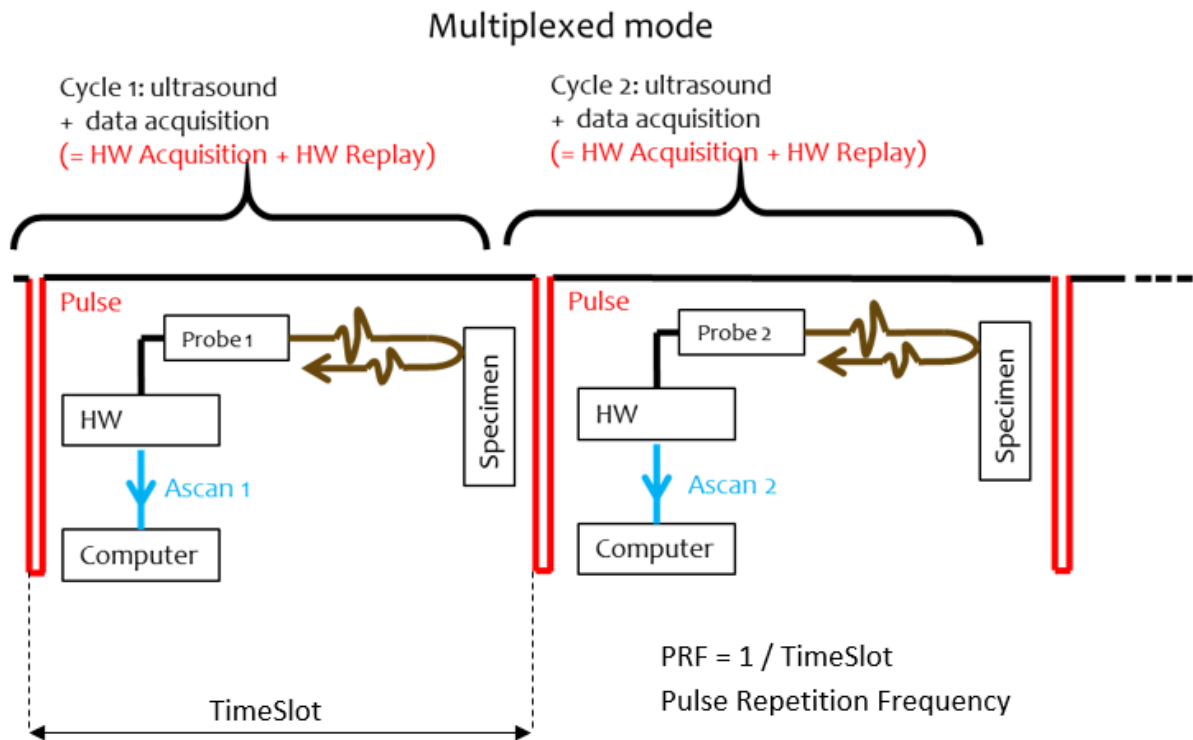 Multiplexed mode
Cycle 1: ultrasound
+ data acquisition
(= HW Acquisition + HW Replay)
Cycle 2: ultrasound
+ data acquisition
(= HW Acquisition + HW Replay)
Pulse
Probe 1
HW
Specimen
Ascan 1
Computer
Pulse
Probe 2
HW
Specimen
Ascan 2
Computer
TimeSlot
PRF = 1 / TimeSlot
Pulse Repetition Frequency